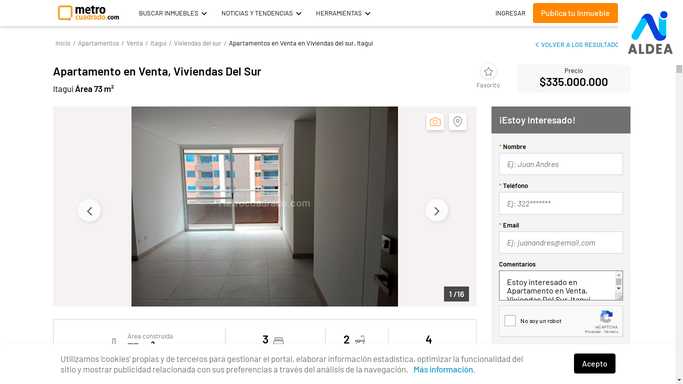 metro
cuadrado.com
BUSCAR INMUEBLES
NOTICIAS Y TENDENCIAS
HERRAMIENTAS
INGRESAR
Publica tu inmueble
AI
ALDEA
Inicio / Apartamentos / Venta / Itagui / Viviendas del sur / Apartamentos en Venta en Viviendas del sur, Itagui
VOLVER A LOS RESULTADO
Apartamento en Venta, Viviendas Del Sur
Itagui Área 73 m²
Favorito
Precio
$335.000.000
metrocuadrado.com
1 /16
¡Estoy Interesado!
* Nombre
Ej: Juan Andres
* Teléfono
Ej: 322*******
* Email
Ej: juanandres@email.com
Comentarios
Estoy interesado en
Apartamento en Venta,
Viviendas Del Sur, Itagui
No soy un robot
reCAPTCHA
Privacidad - Términos
Área construida
3
2
4
Utilizamos 'cookies' propias y de terceros para gestionar el portal, elaborar información estadística, optimizar la funcionalidad del
sitio y mostrar publicidad relacionada con sus preferencias a través del análisis de la navegación. Más información.
Acepto